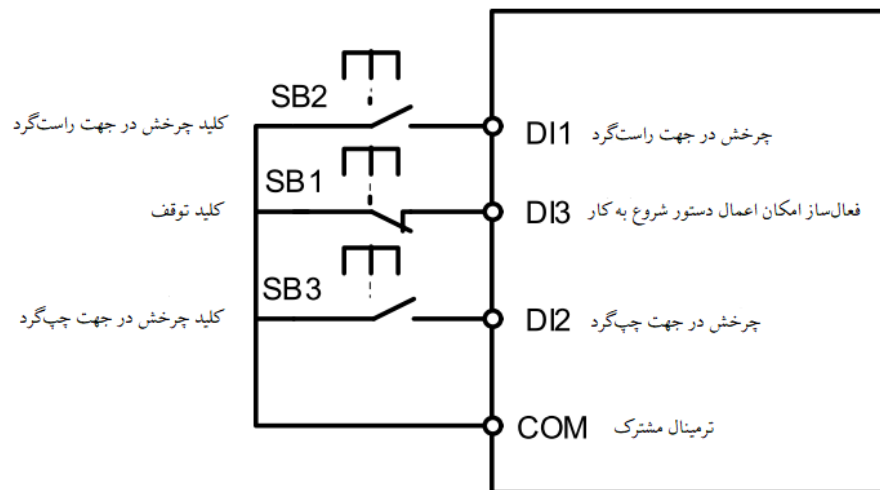 SB2
کلید چرخش در جهت راست‌گرد
DI1 چرخش در جهت راست‌گرد
SB1
کلید توقف
DI3 فعال‌ساز امکان اعمال دستور شروع به کار
SB3
کلید چرخش در جهت چپ‌گرد
DI2 چرخش در جهت چپ‌گرد
COM ترمینال مشترک